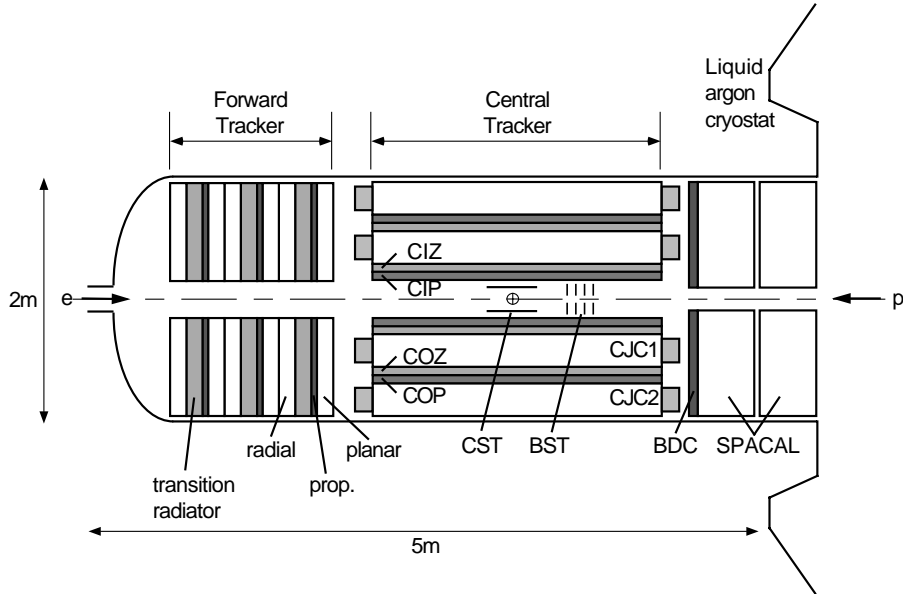 Liquid
argon
cryostat
Forward
Tracker
Central
Tracker
CIZ
CIP
2m
e
p
COZ
COP
CJC1
CJC2
CST
BST
BDC
SPACAL
radial
planar
transition
radiator
prop.
5m